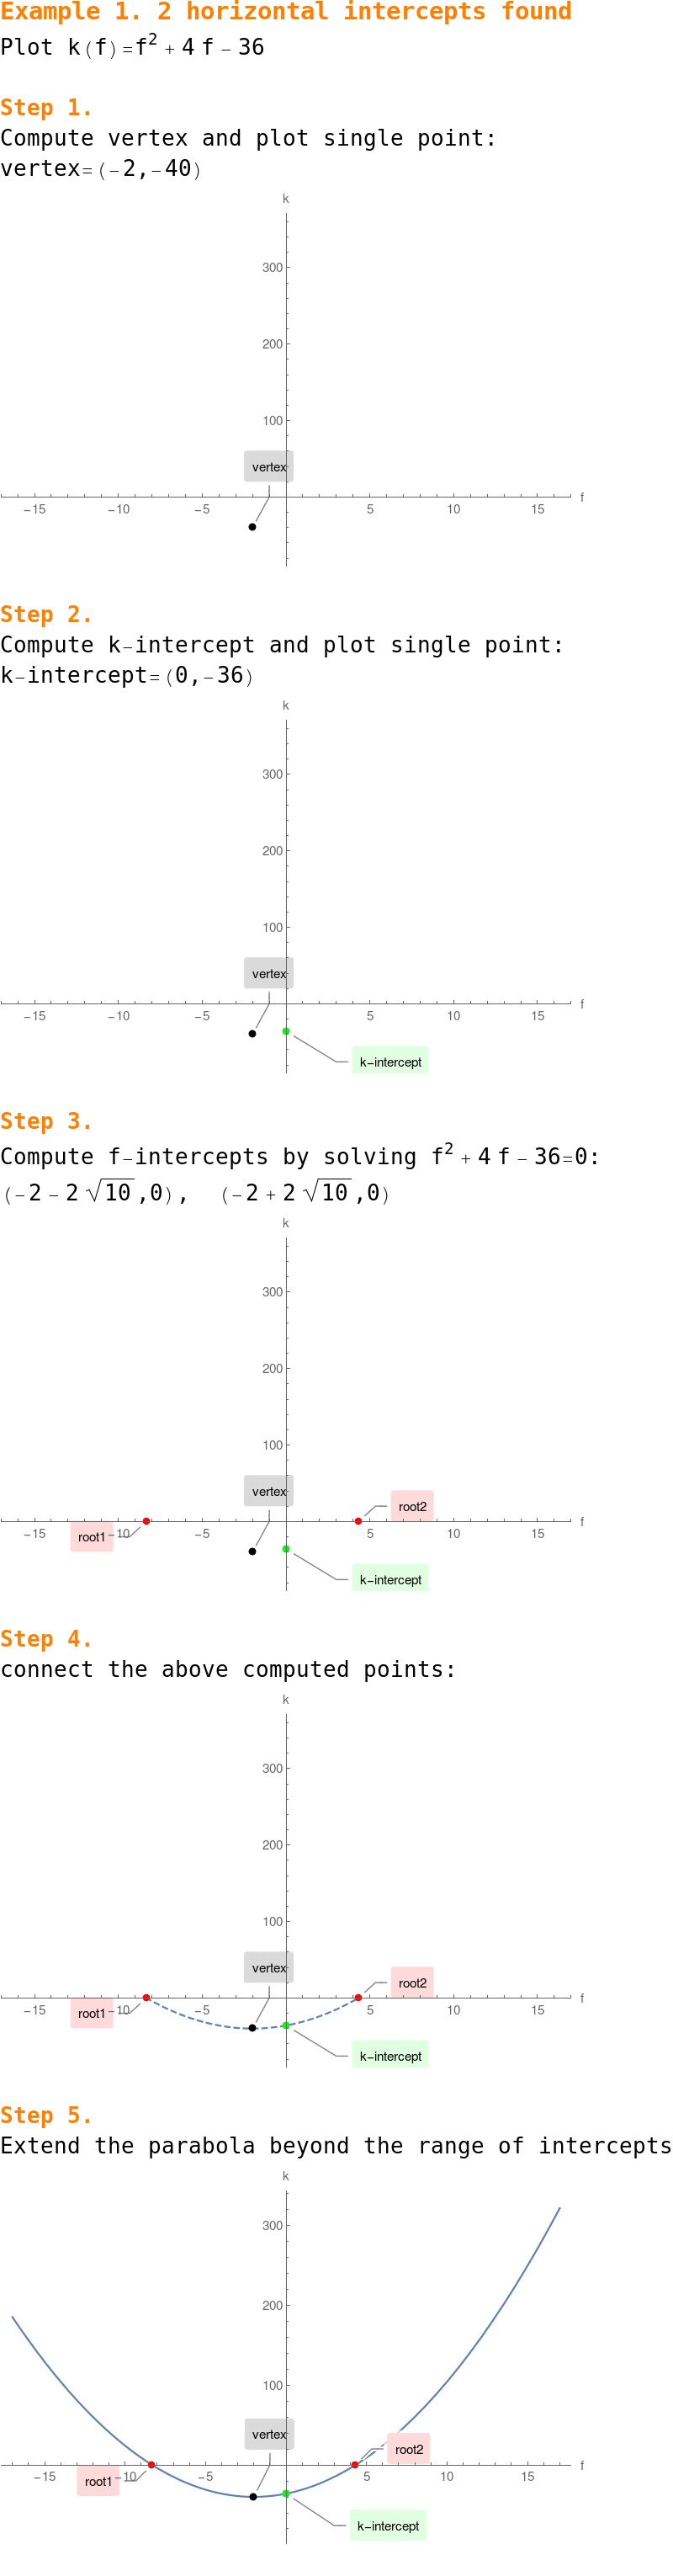 Example 1. 2 horizontal intercepts found
Plot k(f)=f² + 4 f − 36
Step 1.
Compute vertex and plot single point:
vertex=(−2,−40)
k
300
200
100
vertex
f
−15 −10 −5 5 10 15
Step 2.
Compute k−intercept and plot single point:
k−intercept=(0,−36)
k
300
200
100
vertex
f
−15 −10 −5 5 10 15
k−intercept
Step 3.
Compute f−intercepts by solving f² + 4 f − 36=0:
(−2 − 2 √10 ,0), (−2 + 2 √10 ,0)
k
300
200
100
vertex
root2
f
−15 root1 −10 −5 5 10 15
k−intercept
Step 4.
connect the above computed points:
k
300
200
100
vertex
root2
f
−15 root1 −10 −5 5 10 15
k−intercept
Step 5.
Extend the parabola beyond the range of intercepts
k
300
200
100
vertex
root2
f
−15 root1 −10 −5 5 10 15
k−intercept